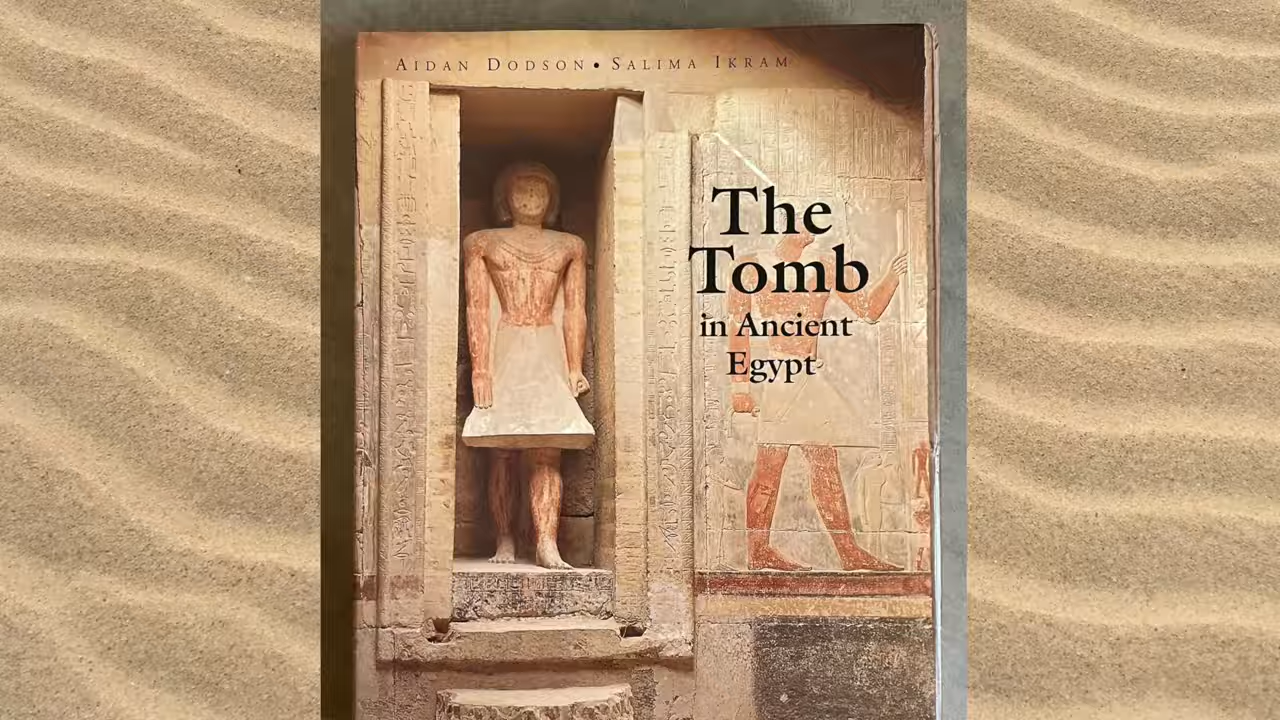 AIDAN DODSON • SALIMA IKRAM
The
Tomb
in Ancient
Egypt